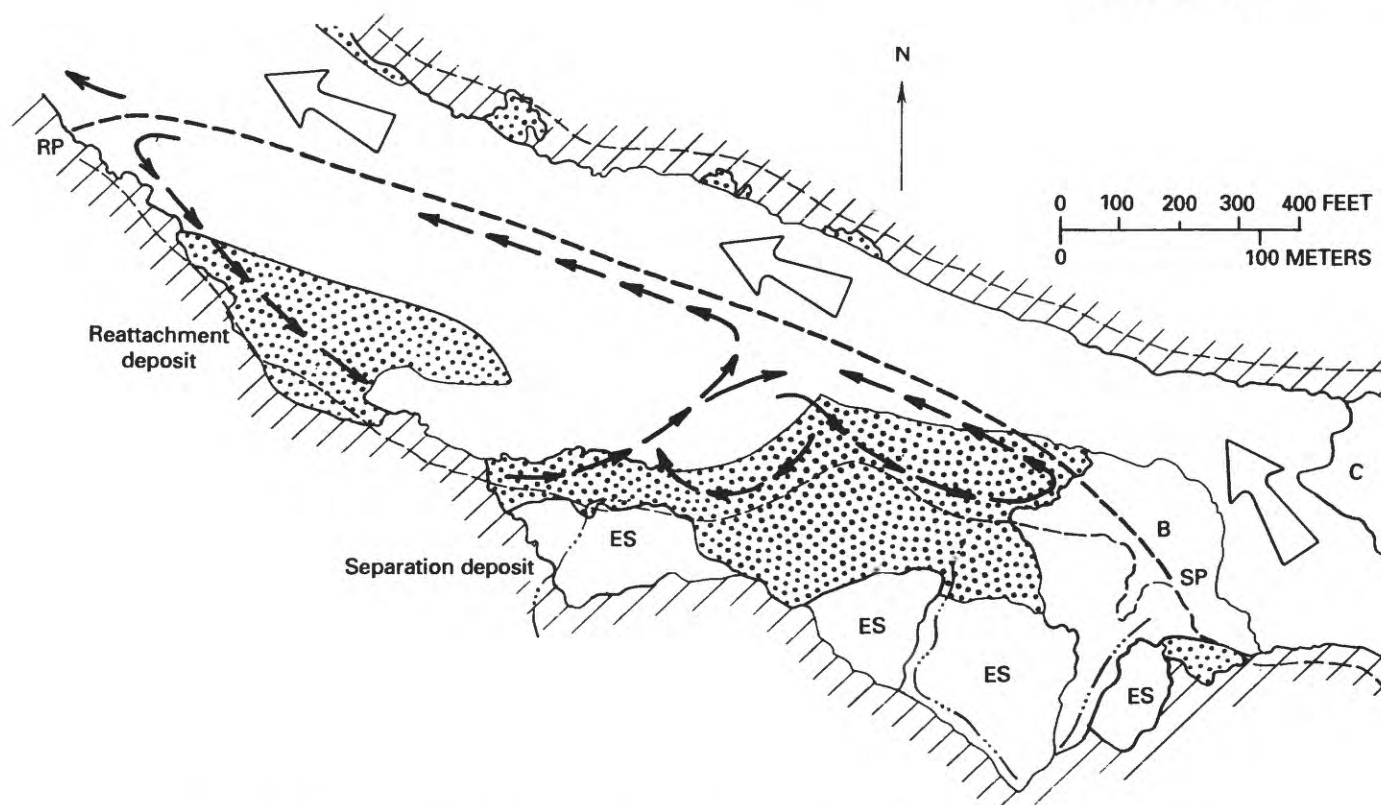 N
RP
0 100 200 300 400 FEET
0 100 METERS
Reattachment
deposit
C
B
ES
Separation deposit
SP
ES
ES
ES